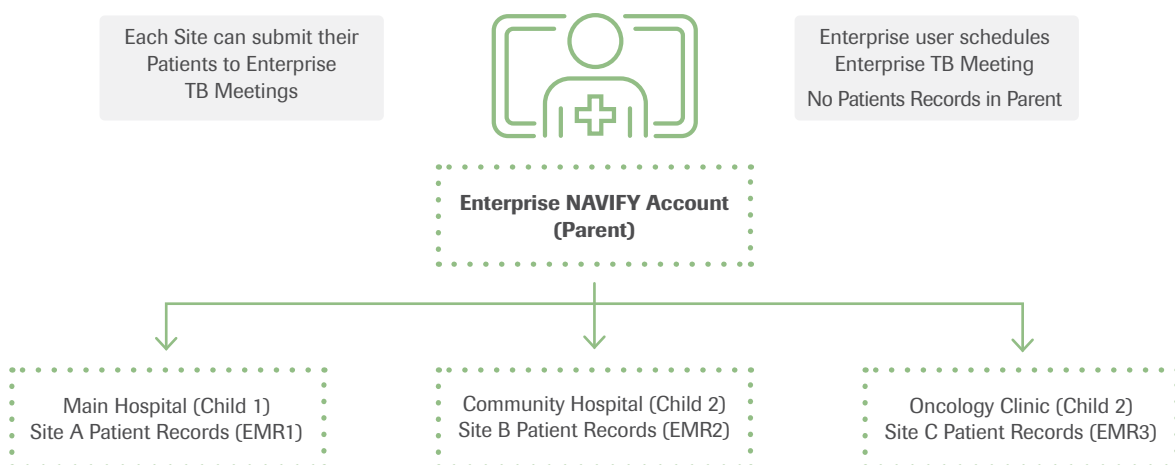 Each Site can submit their
Patients to Enterprise
TB Meetings
Enterprise user schedules
Enterprise TB Meeting
No Patients Records in Parent
Enterprise NAVIFY Account
(Parent)
Main Hospital (Child 1)
Site A Patient Records (EMR1)
Community Hospital (Child 2)
Site B Patient Records (EMR2)
Oncology Clinic (Child 2)
Site C Patient Records (EMR3)